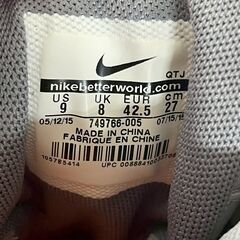 QTJ
nikebetterworld.com
US UK EUR cm
9 8 42.5 27
05/12/15 749766-005 07/15/15
MADE IN CHINA
FABRIQUE EN CHINE
UPC